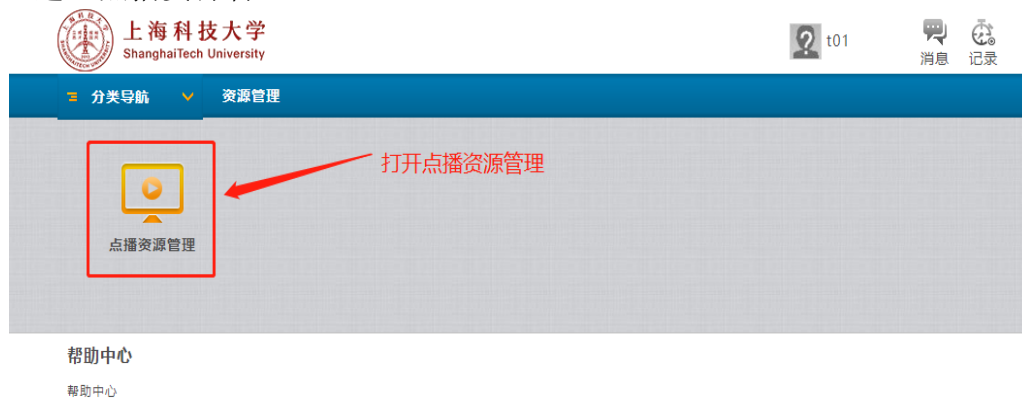 上海科技大学
ShanghaiTech University
t01
消息
记录
分类导航
资源管理
打开点播资源管理
点播资源管理
帮助中心
帮助中心